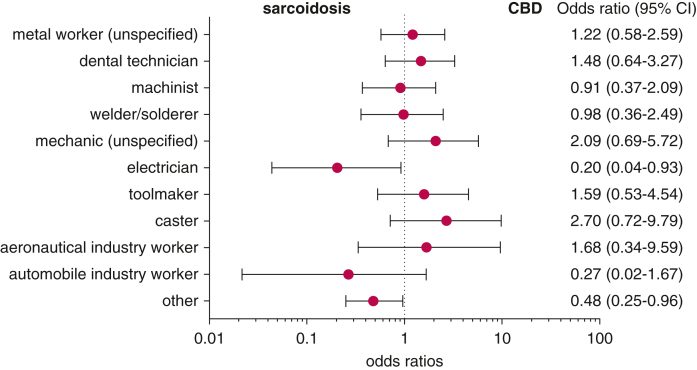 sarcoidosis CBD Odds ratio (95% CI)
metal worker (unspecified) 1.22 (0.58-2.59)
dental technician 1.48 (0.64-3.27)
machinist 0.91 (0.37-2.09)
welder/solderer 0.98 (0.36-2.49)
mechanic (unspecified) 2.09 (0.69-5.72)
electrician 0.20 (0.04-0.93)
toolmaker 1.59 (0.53-4.54)
caster 2.70 (0.72-9.79)
aeronautical industry worker 1.68 (0.34-9.59)
automobile industry worker 0.27 (0.02-1.67)
other 0.48 (0.25-0.96)
0.01 0.1 1 10 100
odds ratios